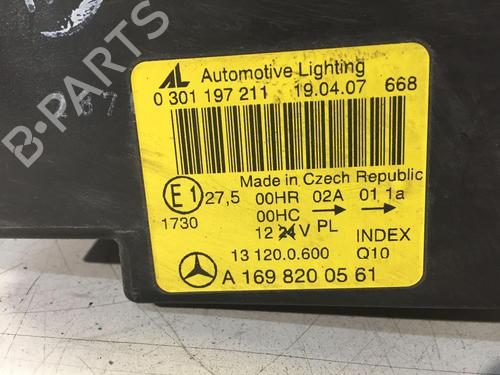 AL Automotive Lighting
0 301 197 211 19.04.07 668
Made in Czech Republic
E1 27,5 00HR 02A 01,1a
00HC → →
1730 12 24V PL
13 120.0.600 INDEX
Q10
A 169 820 05 61
B-PARTS